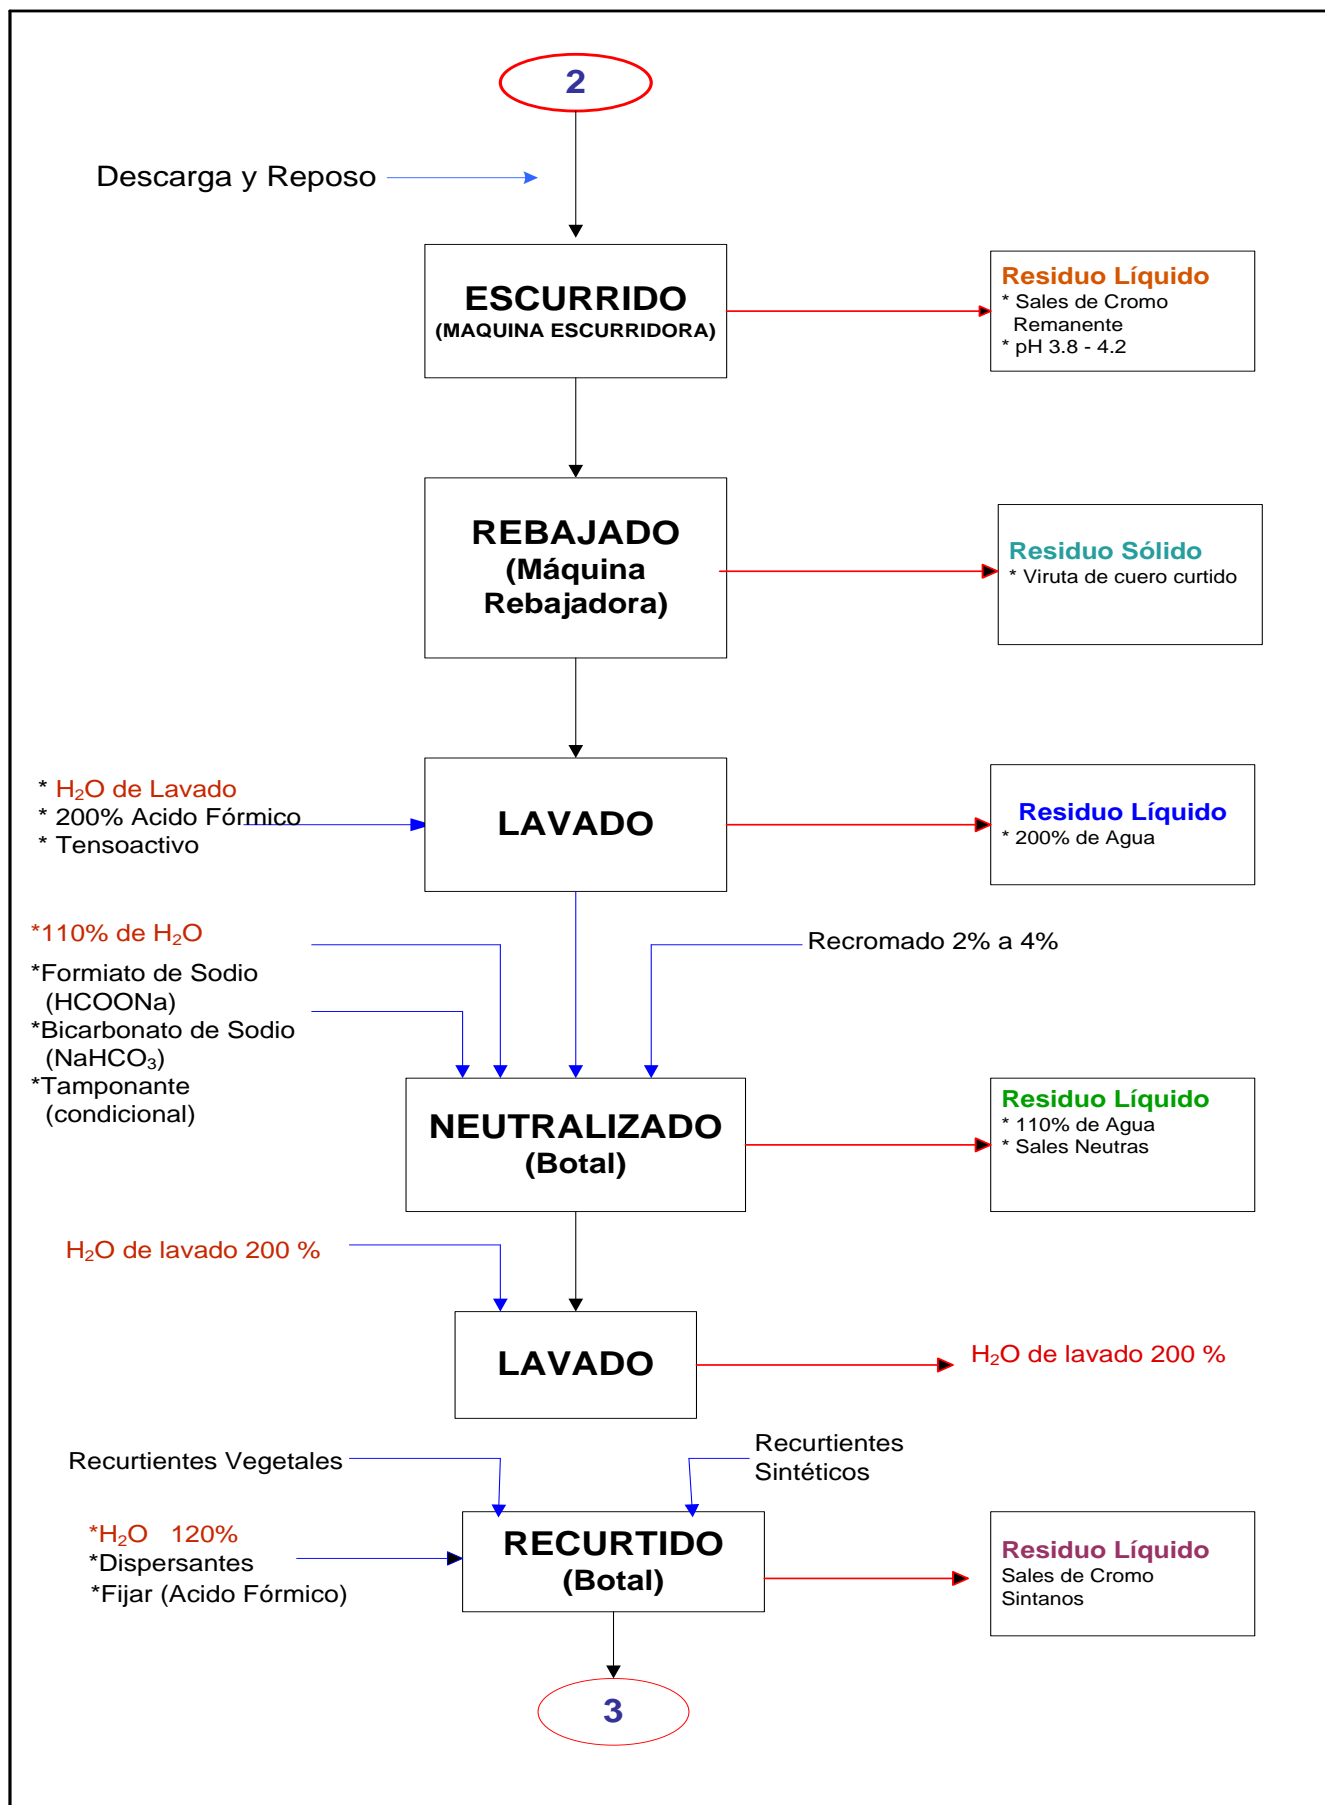 2
Descarga y Reposo
ESCURRIDO
(MAQUINA ESCURRIDORA)
Residuo Líquido
* Sales de Cromo
Remanente
* pH 3.8 - 4.2
REBAJADO
(Máquina
Rebajadora)
Residuo Sólido
* Viruta de cuero curtido
* H₂O de Lavado
* 200% Acido Fórmico
* Tensoactivo
LAVADO
Residuo Líquido
* 200% de Agua
*110% de H₂O
*Formiato de Sodio
(HCOONa)
*Bicarbonato de Sodio
(NaHCO₃)
*Tamponante
(condicional)
Recromado 2% a 4%
NEUTRALIZADO
(Botal)
Residuo Líquido
* 110% de Agua
* Sales Neutras
H₂O de lavado 200 %
LAVADO
H₂O de lavado 200 %
Recurtientes Vegetales
Recurtientes
Sintéticos
*H₂O 120%
*Dispersantes
*Fijar (Acido Fórmico)
RECURTIDO
(Botal)
Residuo Líquido
Sales de Cromo
Sintanos
3